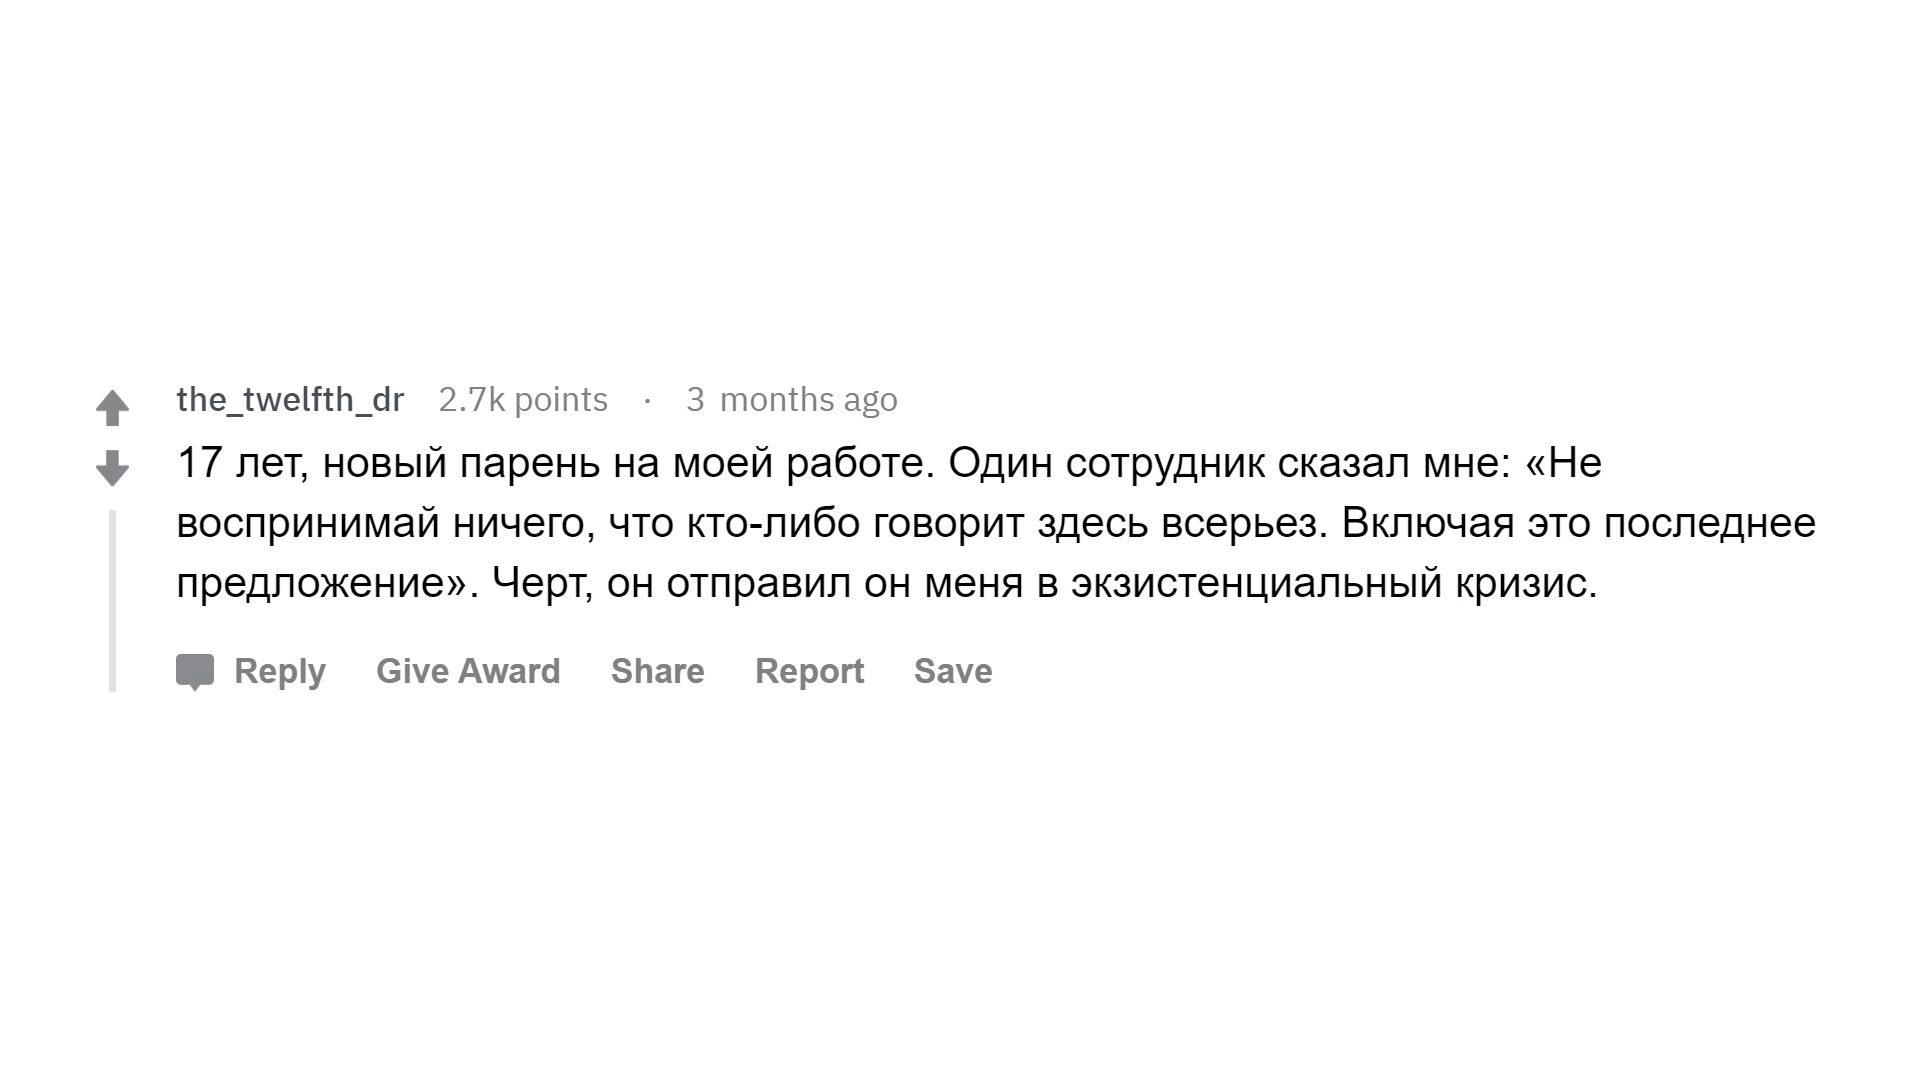 the_twelfth_dr 2.7k points · 3 months ago
17 лет, новый парень на моей работе. Один сотрудник сказал мне: «Не
воспринимай ничего, что кто-либо говорит здесь всерьез. Включая это последнее
предложение». Черт, он отправил он меня в экзистенциальный кризис.
Reply Give Award Share Report Save